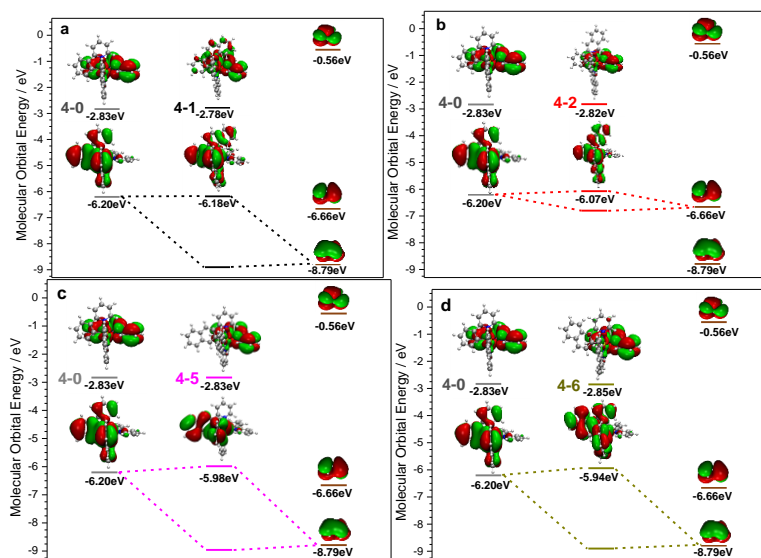 Molecular Orbital Energy / eV
0
-1
-2
-3
-4
-5
-6
-7
-8
-9
a
4-0
-2.83eV
4-1
-2.78eV
-0.56eV
-6.20eV
-6.18eV
-6.66eV
-8.79eV
Molecular Orbital Energy / eV
0
-1
-2
-3
-4
-5
-6
-7
-8
-9
b
4-0
-2.83eV
4-2
-2.82eV
-0.56eV
-6.20eV
-6.07eV
-6.66eV
-8.79eV
Molecular Orbital Energy / eV
0
-1
-2
-3
-4
-5
-6
-7
-8
-9
c
4-0
-2.83eV
4-5
-2.83eV
-0.56eV
-6.20eV
-5.98eV
-6.66eV
-8.79eV
Molecular Orbital Energy / eV
0
-1
-2
-3
-4
-5
-6
-7
-8
-9
d
4-0
-2.83eV
4-6
-2.85eV
-0.56eV
-6.20eV
-5.94eV
-6.66eV
-8.79eV